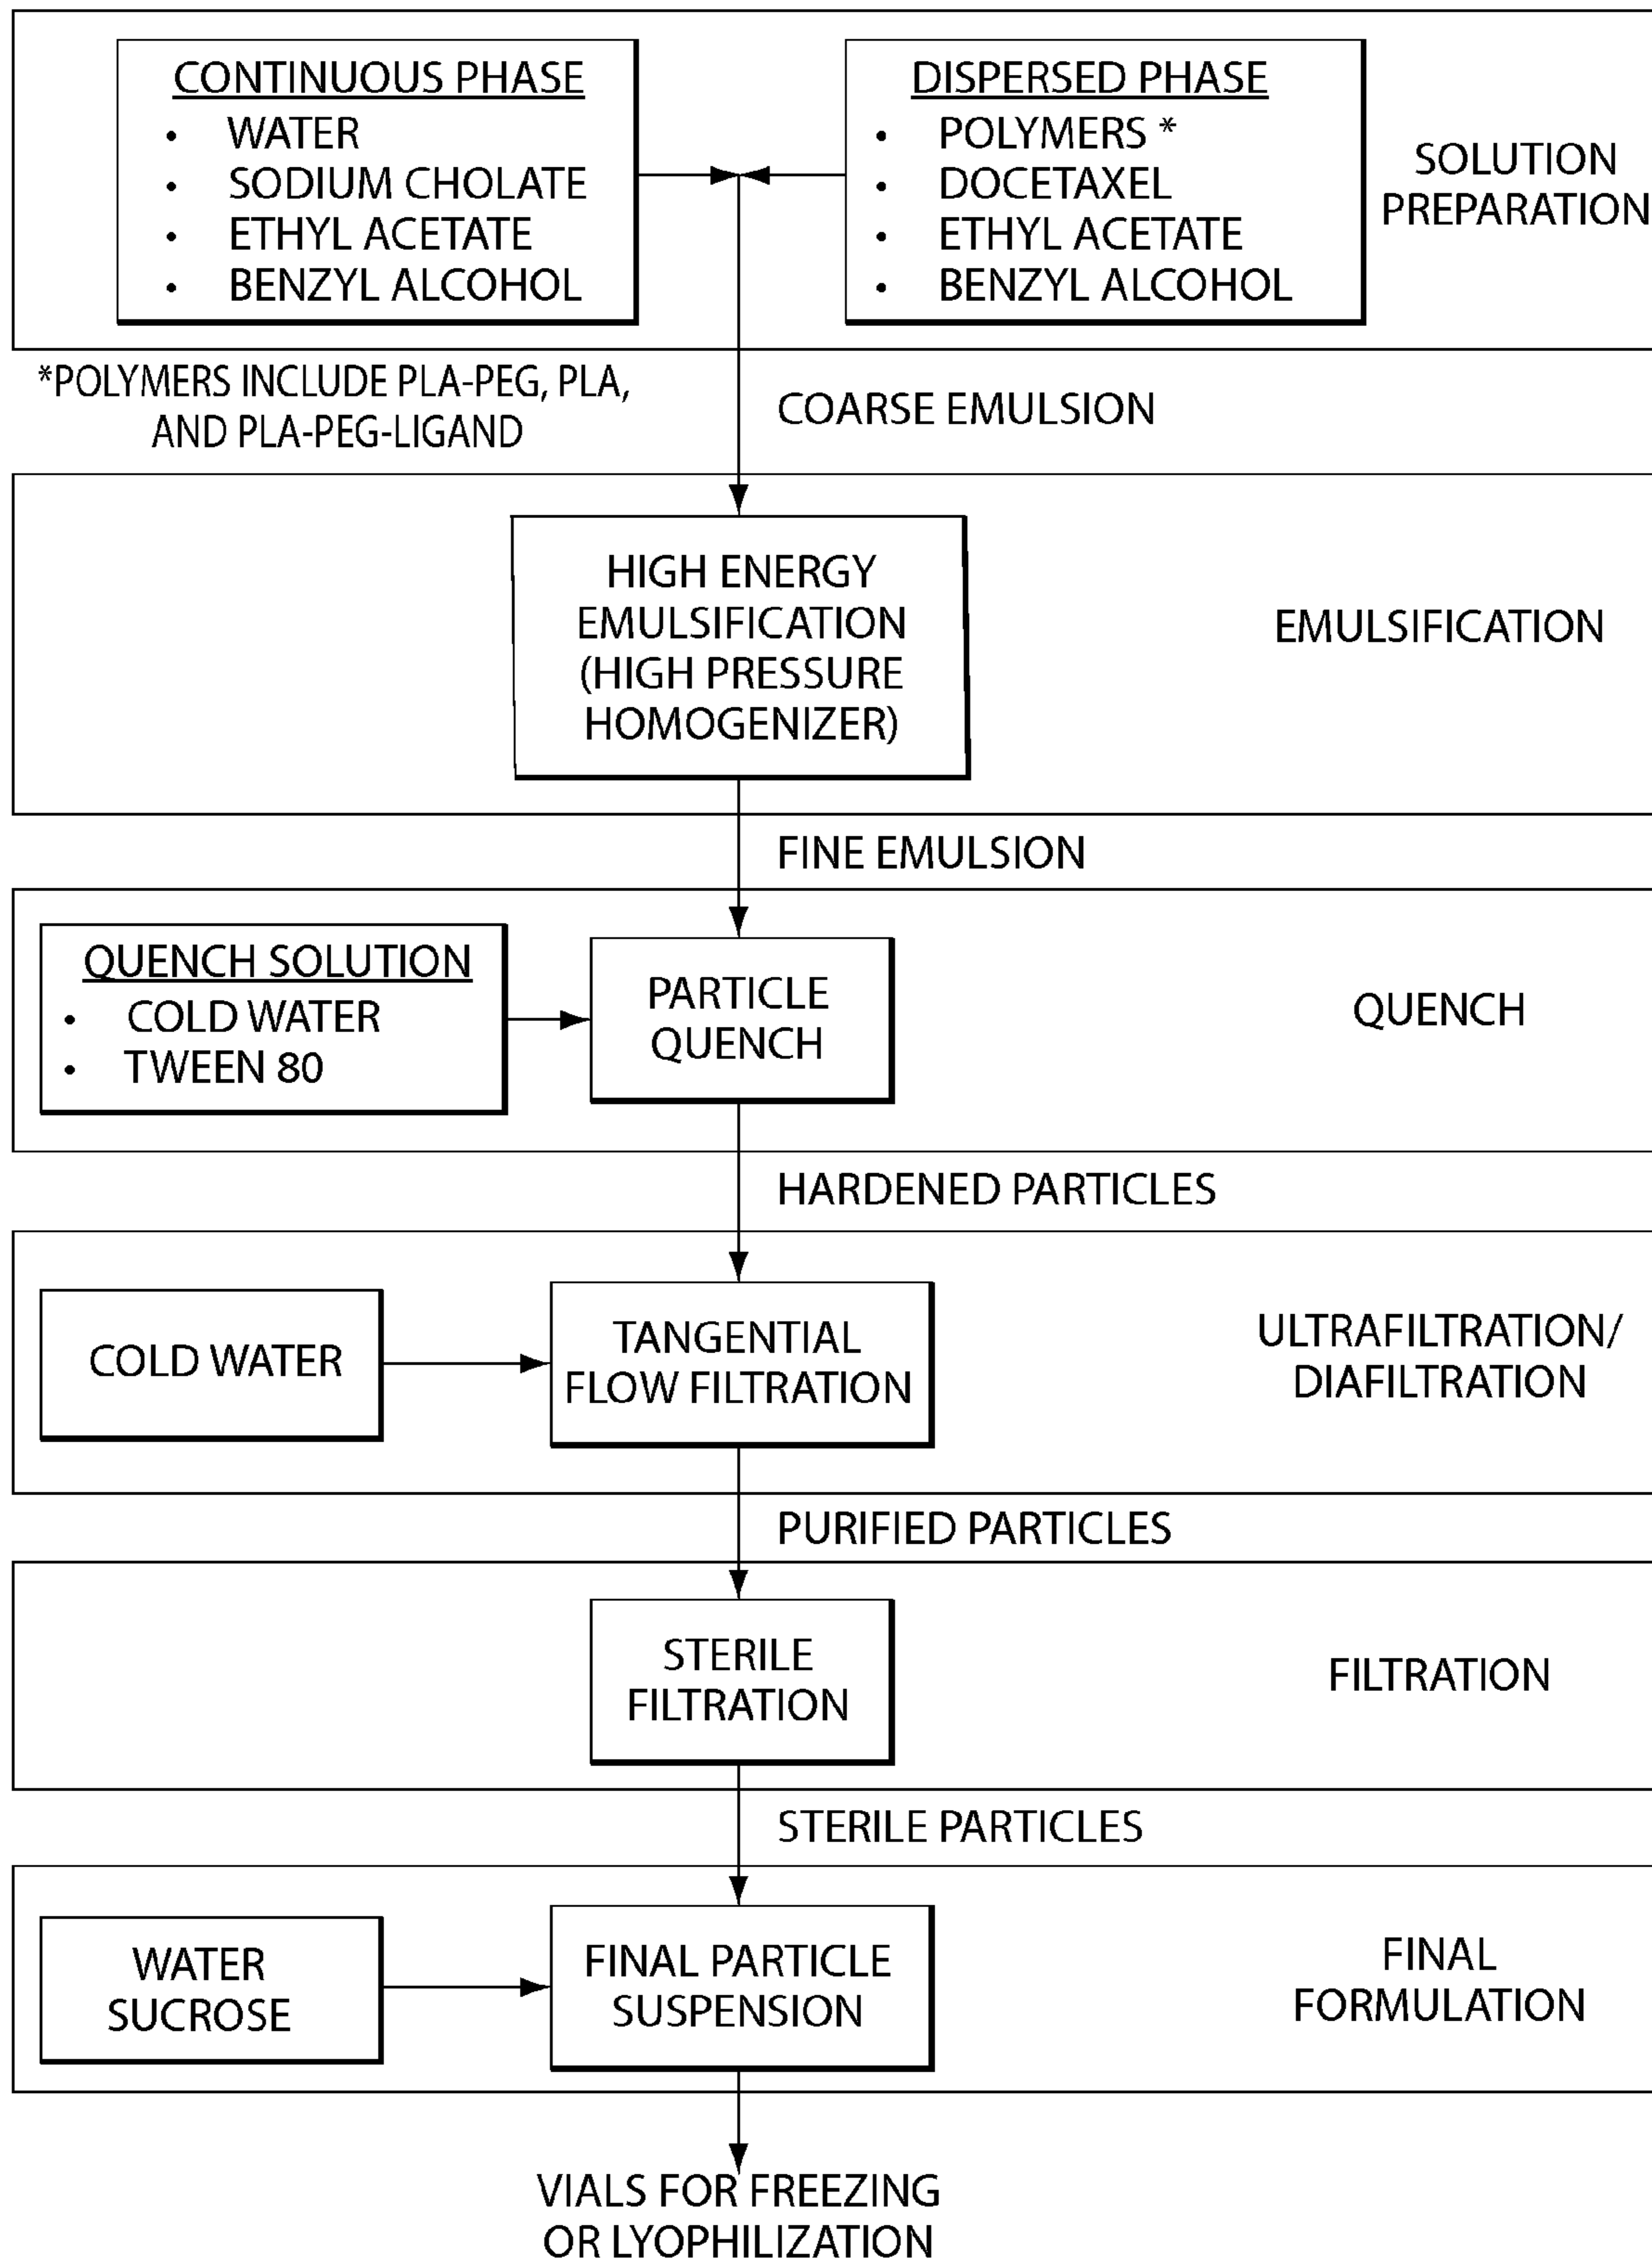 CONTINUOUS PHASE
• WATER
• SODIUM CHOLATE
• ETHYL ACETATE
• BENZYL ALCOHOL
DISPERSED PHASE
• POLYMERS *
• DOCETAXEL
• ETHYL ACETATE
• BENZYL ALCOHOL
SOLUTION
PREPARATION
*POLYMERS INCLUDE PLA-PEG, PLA,
AND PLA-PEG-LIGAND
COARSE EMULSION
HIGH ENERGY
EMULSIFICATION
(HIGH PRESSURE
HOMOGENIZER)
EMULSIFICATION
FINE EMULSION
QUENCH SOLUTION
• COLD WATER
• TWEEN 80
PARTICLE
QUENCH
QUENCH
HARDENED PARTICLES
COLD WATER
TANGENTIAL
FLOW FILTRATION
ULTRAFILTRATION/
DIAFILTRATION
PURIFIED PARTICLES
STERILE
FILTRATION
FILTRATION
STERILE PARTICLES
WATER
SUCROSE
FINAL PARTICLE
SUSPENSION
FINAL
FORMULATION
VIALS FOR FREEZING
OR LYOPHILIZATION